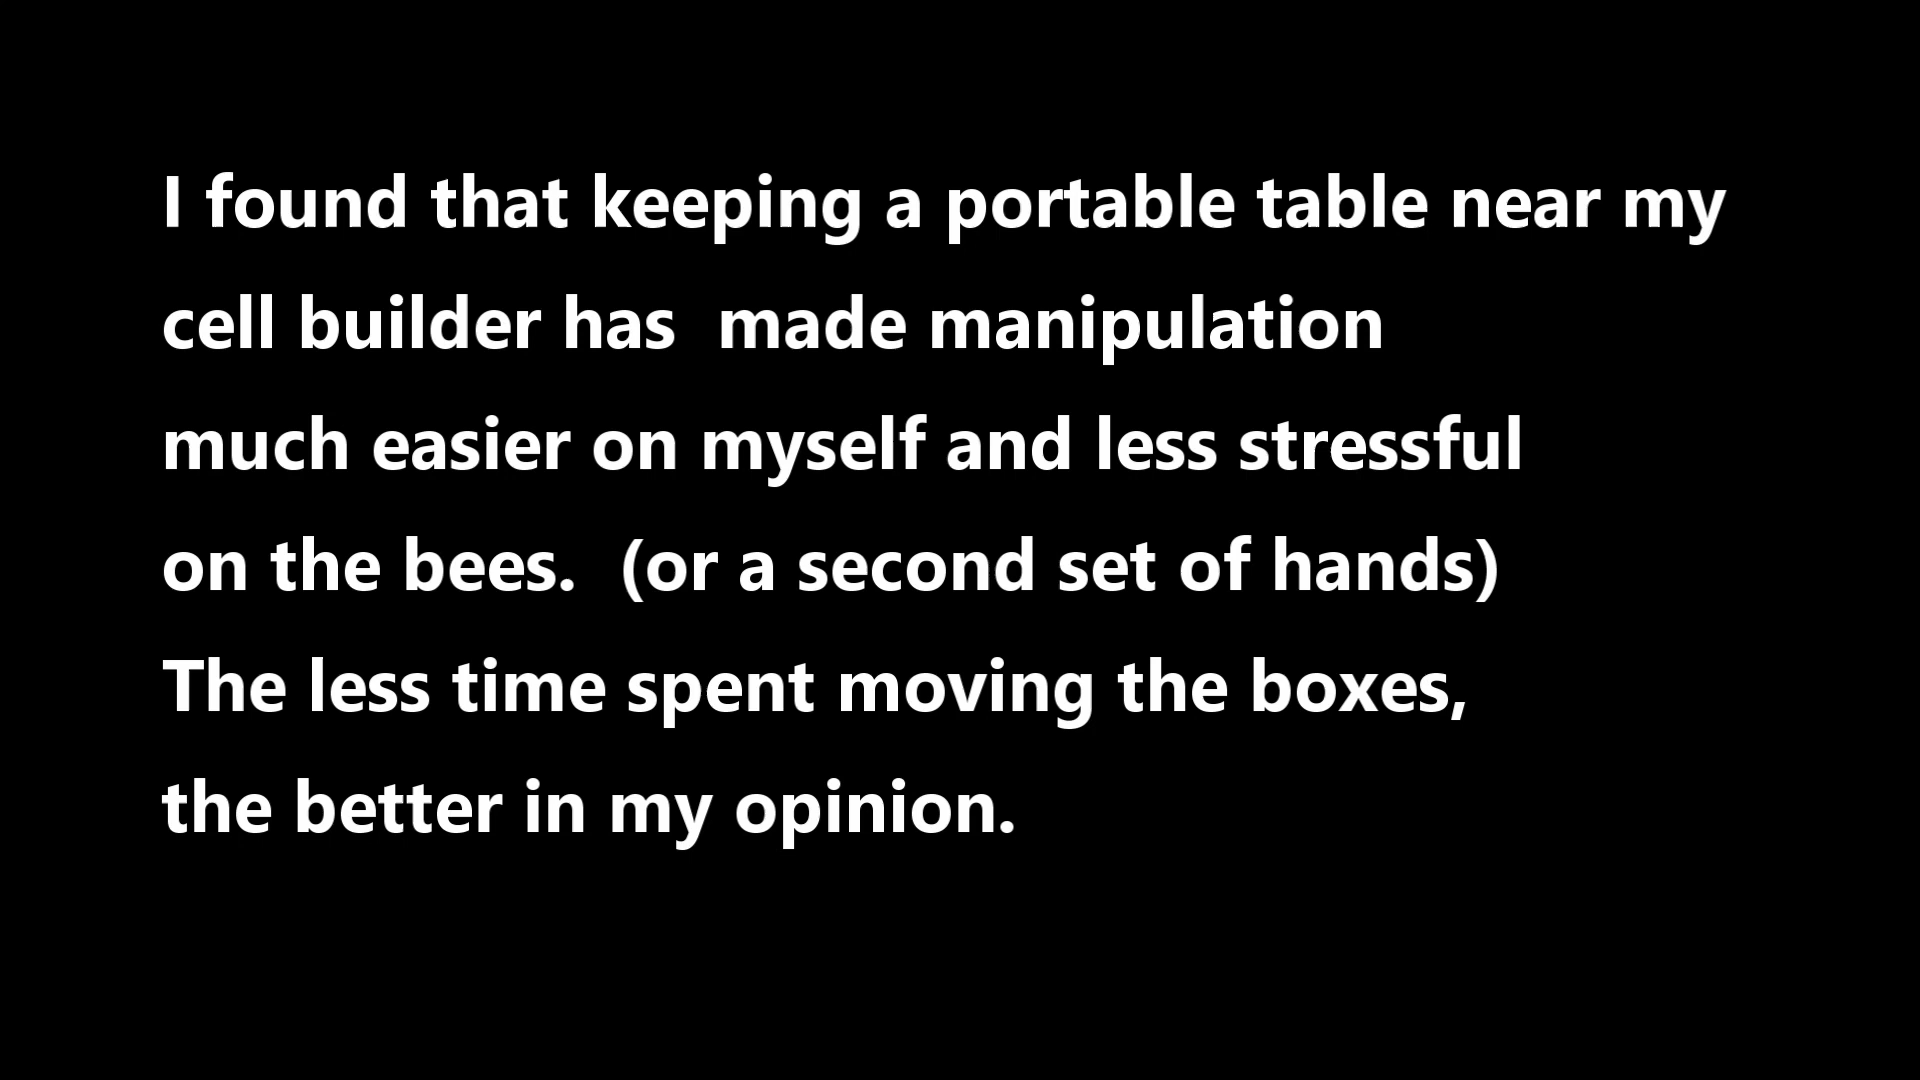 I found that keeping a portable table near my
cell builder has  made manipulation
much easier on myself and less stressful
on the bees.  (or a second set of hands)
The less time spent moving the boxes,
the better in my opinion.